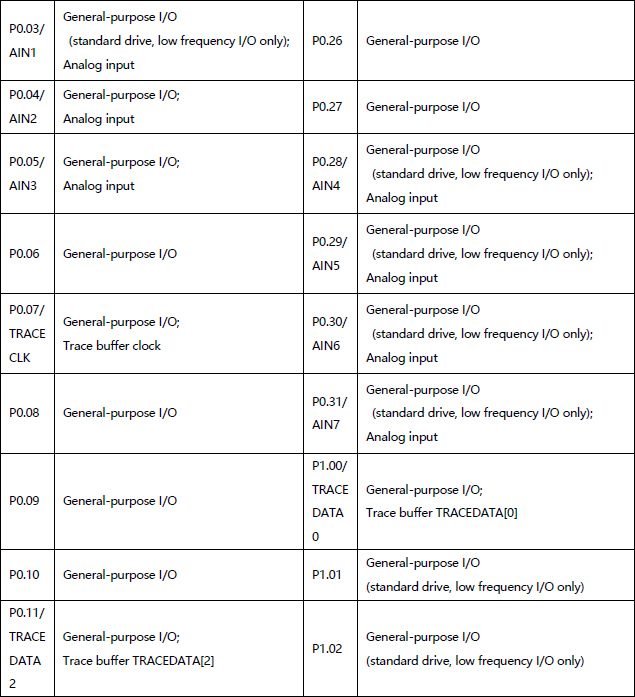 P0.03/
AIN1
General-purpose I/O
(standard drive, low frequency I/O only);
Analog input
P0.26
General-purpose I/O
P0.04/
AIN2
General-purpose I/O;
Analog input
P0.27
General-purpose I/O
P0.05/
AIN3
General-purpose I/O;
Analog input
P0.28/
AIN4
General-purpose I/O
(standard drive, low frequency I/O only);
Analog input
P0.06
General-purpose I/O
P0.29/
AIN5
General-purpose I/O
(standard drive, low frequency I/O only);
Analog input
P0.07/
TRACE
CLK
General-purpose I/O;
Trace buffer clock
P0.30/
AIN6
General-purpose I/O
(standard drive, low frequency I/O only);
Analog input
P0.08
General-purpose I/O
P0.31/
AIN7
General-purpose I/O
(standard drive, low frequency I/O only);
Analog input
P0.09
General-purpose I/O
P1.00/
TRACE
DATA
0
General-purpose I/O;
Trace buffer TRACEDATA[0]
P0.10
General-purpose I/O
P1.01
General-purpose I/O
(standard drive, low frequency I/O only)
P0.11/
TRACE
DATA
2
General-purpose I/O;
Trace buffer TRACEDATA[2]
P1.02
General-purpose I/O
(standard drive, low frequency I/O only)